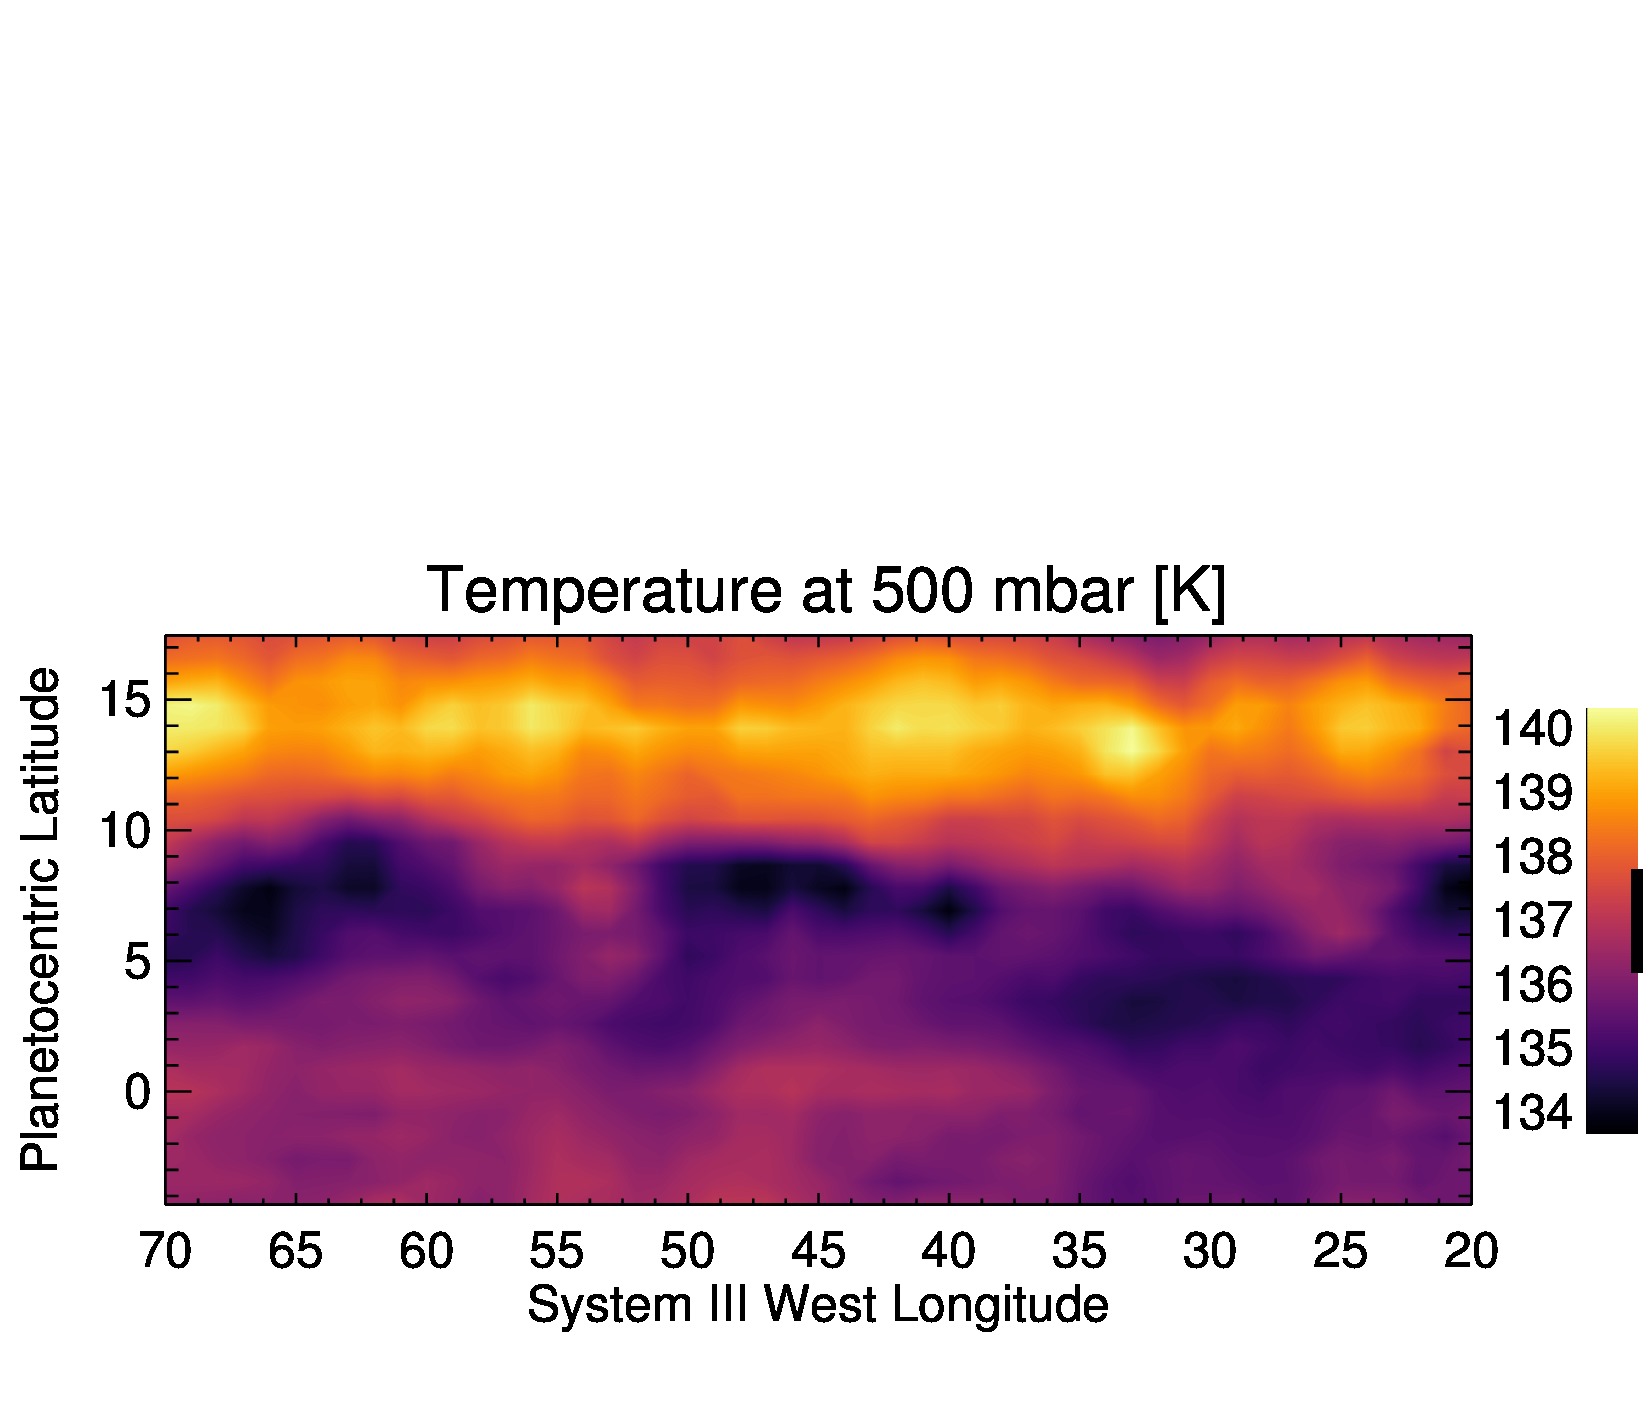 Temperature at 500 mbar [K]
Planetocentric Latitude
15
10
5
0
70 65 60 55 50 45 40 35 30 25 20
System III West Longitude
140
139
138
137
136
135
134